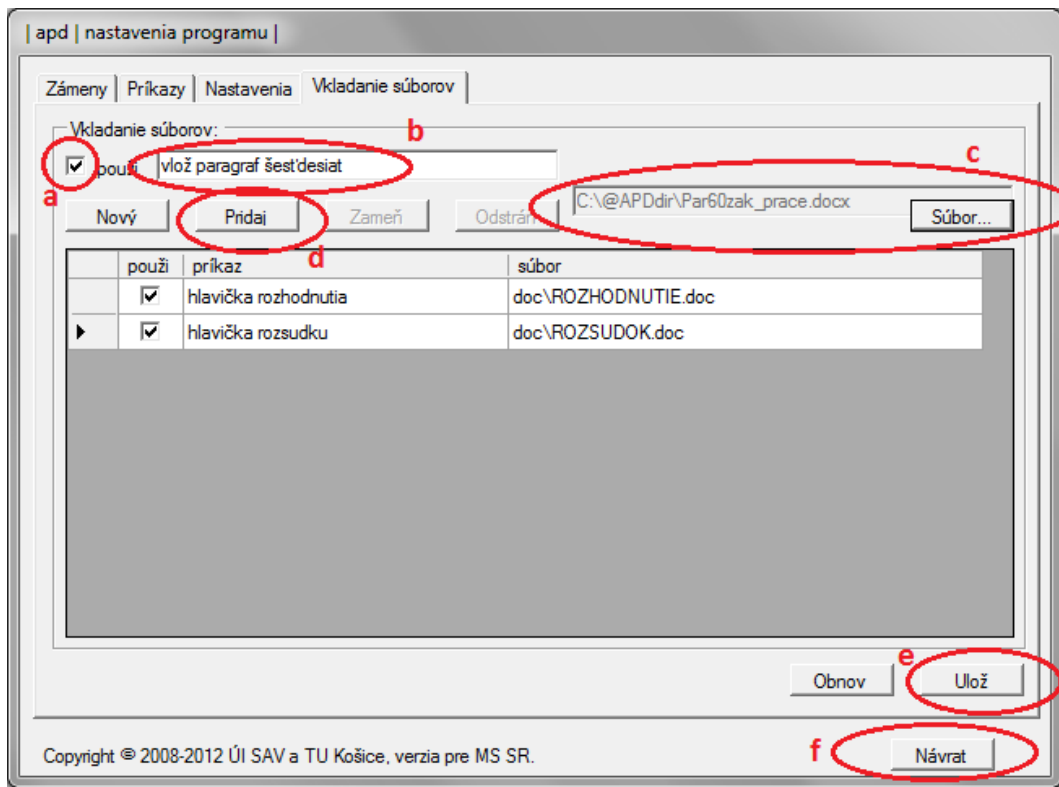 | apd | nastavenia programu |
Zámeny Príkazy Nastavenia Vkladanie súborov
Vkladanie súborov:
b
použi vlož paragraf šesťdesiat
c
a
Nový Pridaj Zameň Odstrán C:\@APDdir\Par60zak_prace.docx Súbor...
d
použi príkaz súbor
hlavička rozhodnutia doc\ROZHODNUTIE.doc
hlavička rozsudku doc\ROZSUDOK.doc
e
Obnov Ulož
Copyright © 2008-2012 ÚI SAV a TU Košice, verzia pre MS SR. f Návrat